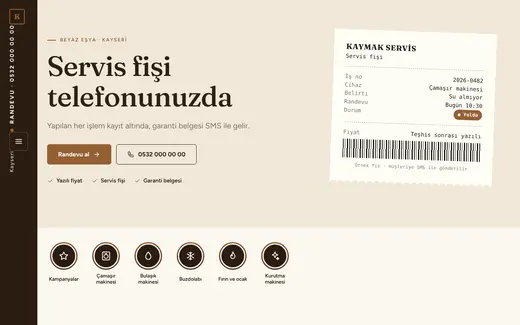 K
RANDEVU · 0532 000 00 00
Kayseri
BEYAZ EŞYA · KAYSERİ
Servis fişi
telefonunuzda
Yapılan her işlem kayıt altında, garanti belgesi SMS ile gelir.
Randevu al →
0532 000 00 00
Yazılı fiyat
Servis fişi
Garanti belgesi
KAYMAK SERVİS
Servis fişi
İş no 2026-0482
Cihaz Çamaşır makinesi
Belirti Su almıyor
Randevu Bugün 10:30
Durum Yolda
Fiyat Teşhis sonrası yazılı
Örnek fiş · müşteriye SMS ile gönderilir
Kampanyalar
Çamaşır
makinesi
Bulaşık
makinesi
Buzdolabı
Fırın ve ocak
Kurutma
makinesi